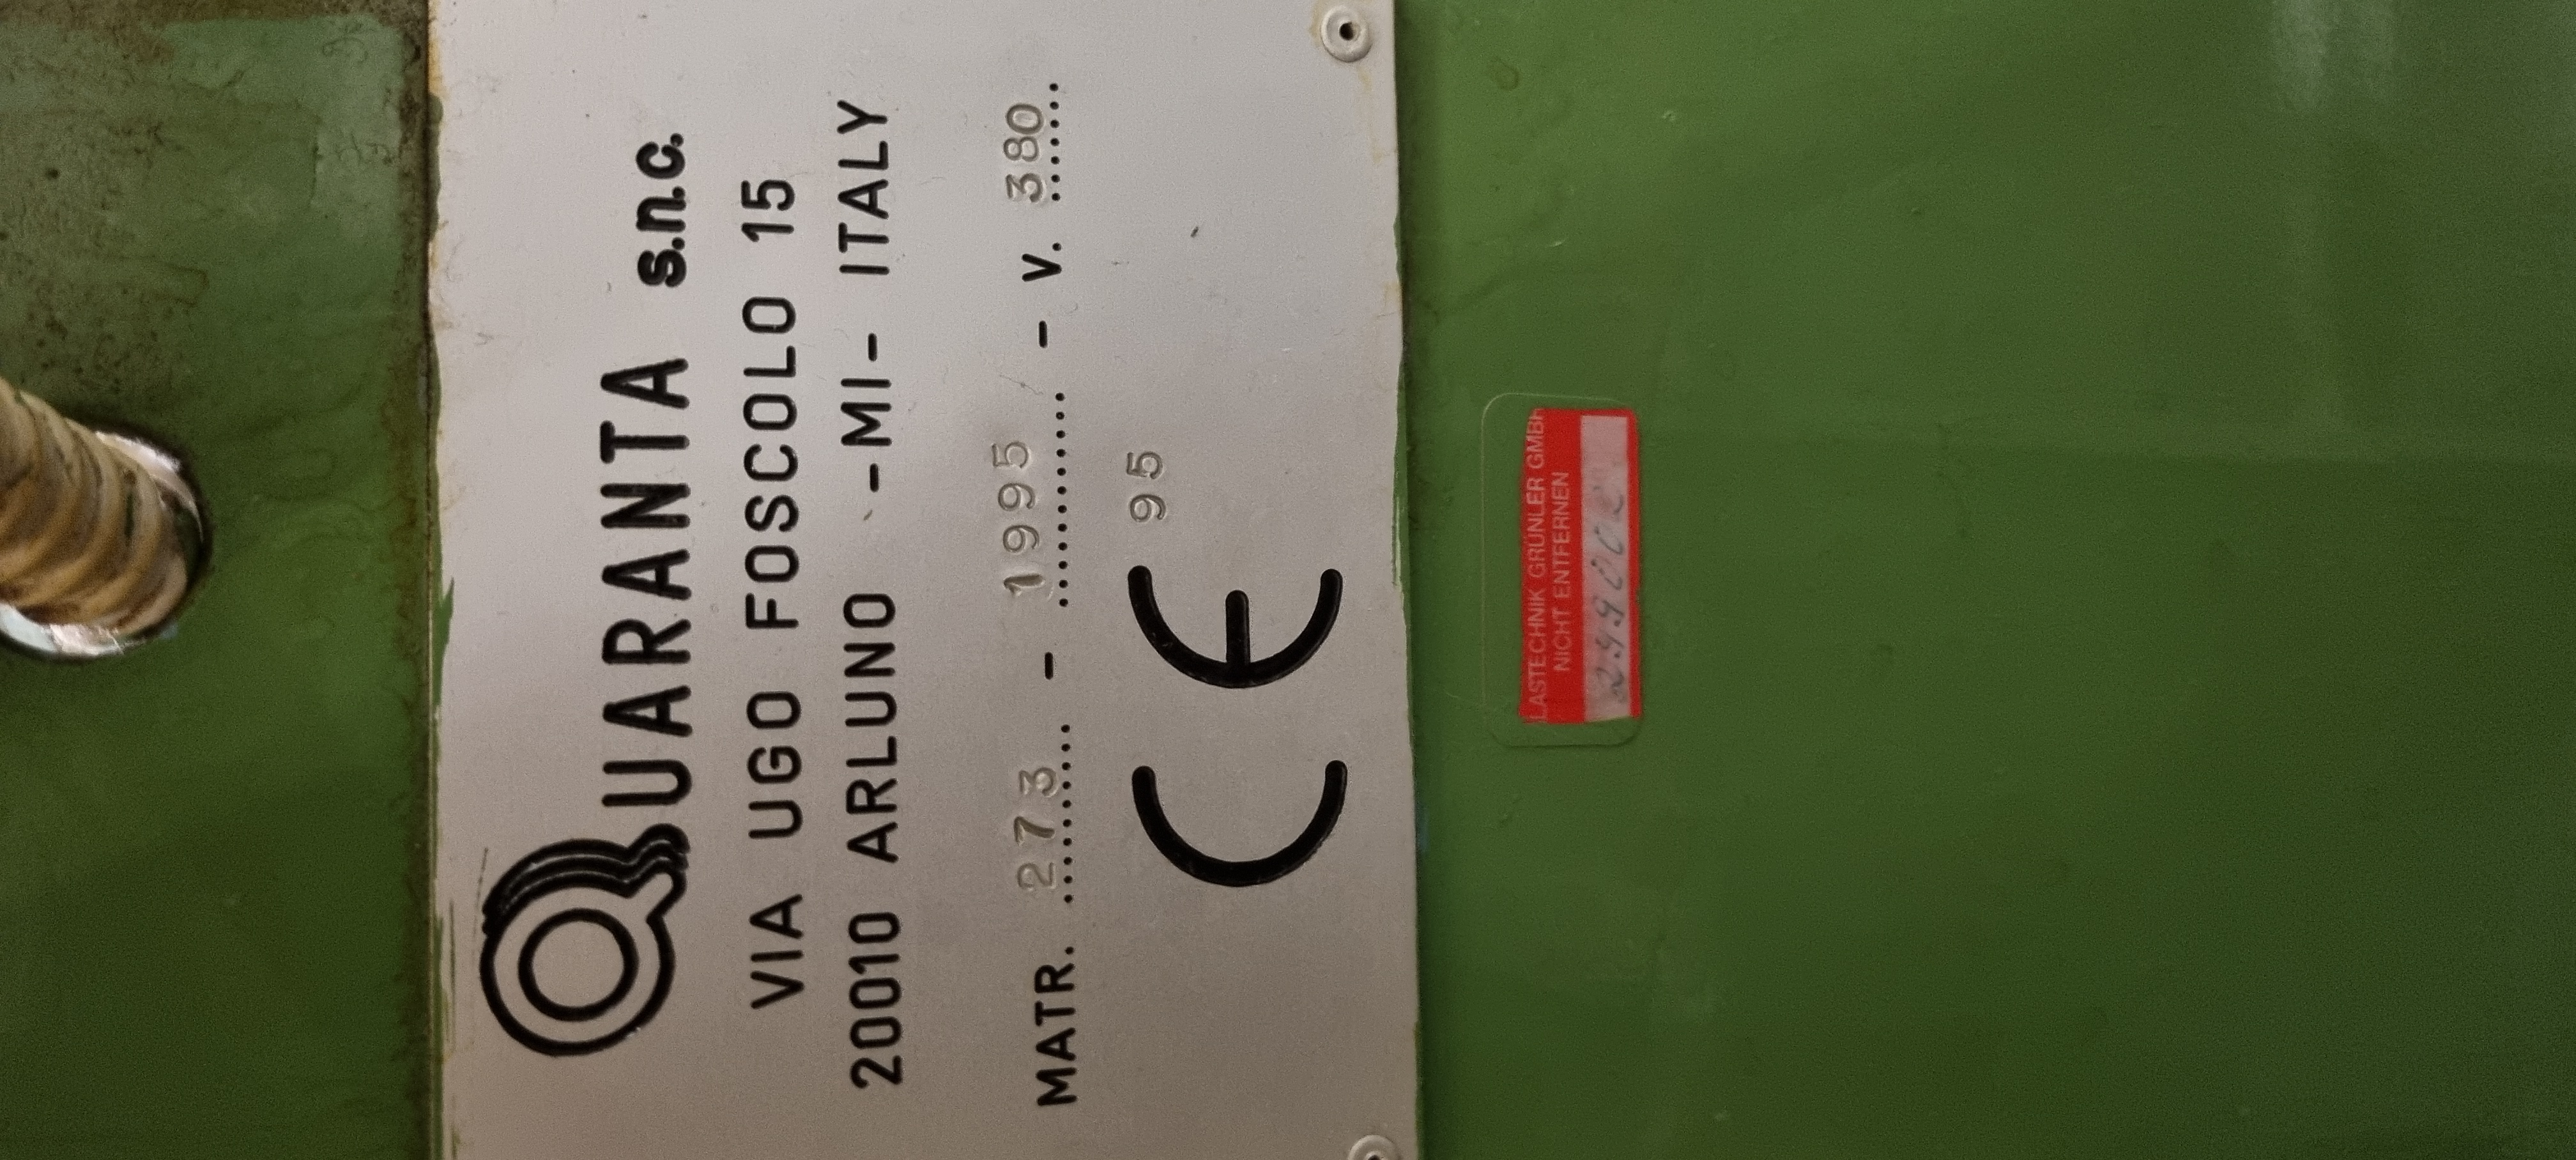 QUARANTA s.n.c.
VIA UGO FOSCOLO 15
20010 ARLUNO -MI- ITALY
MATR. 273 - 1995 - V. 380
CE 95
LASTECHNIK GRÜNLER GMBH
NICHT ENTFERNEN